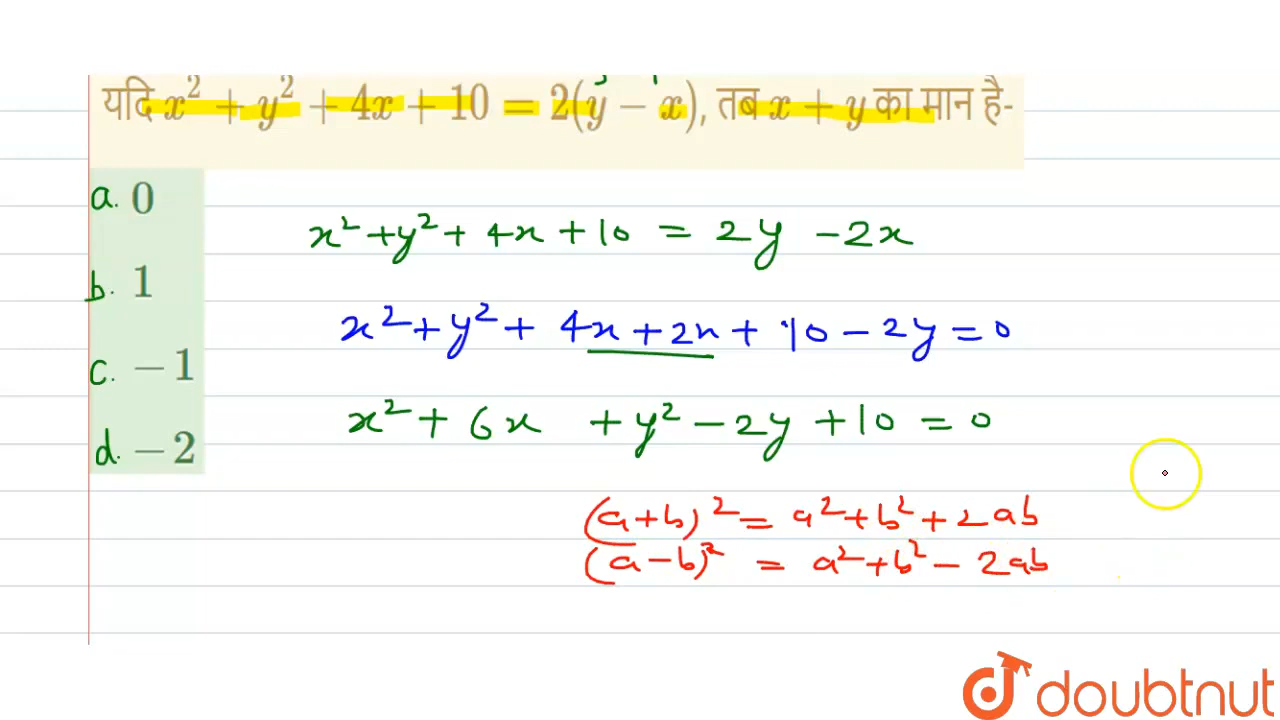 यदि x² + y² + 4x + 10 = 2(y − x), तब x + y का मान है-
a. 0
x² + y² + 4x + 10 = 2y − 2x
b. 1
x² + y² + 4x + 2x + 10 − 2y = 0
c. −1
x² + 6x + y² − 2y + 10 = 0
d. −2
(a+b)² = a² + b² + 2ab
(a−b)² = a² + b² − 2ab
doubtnut